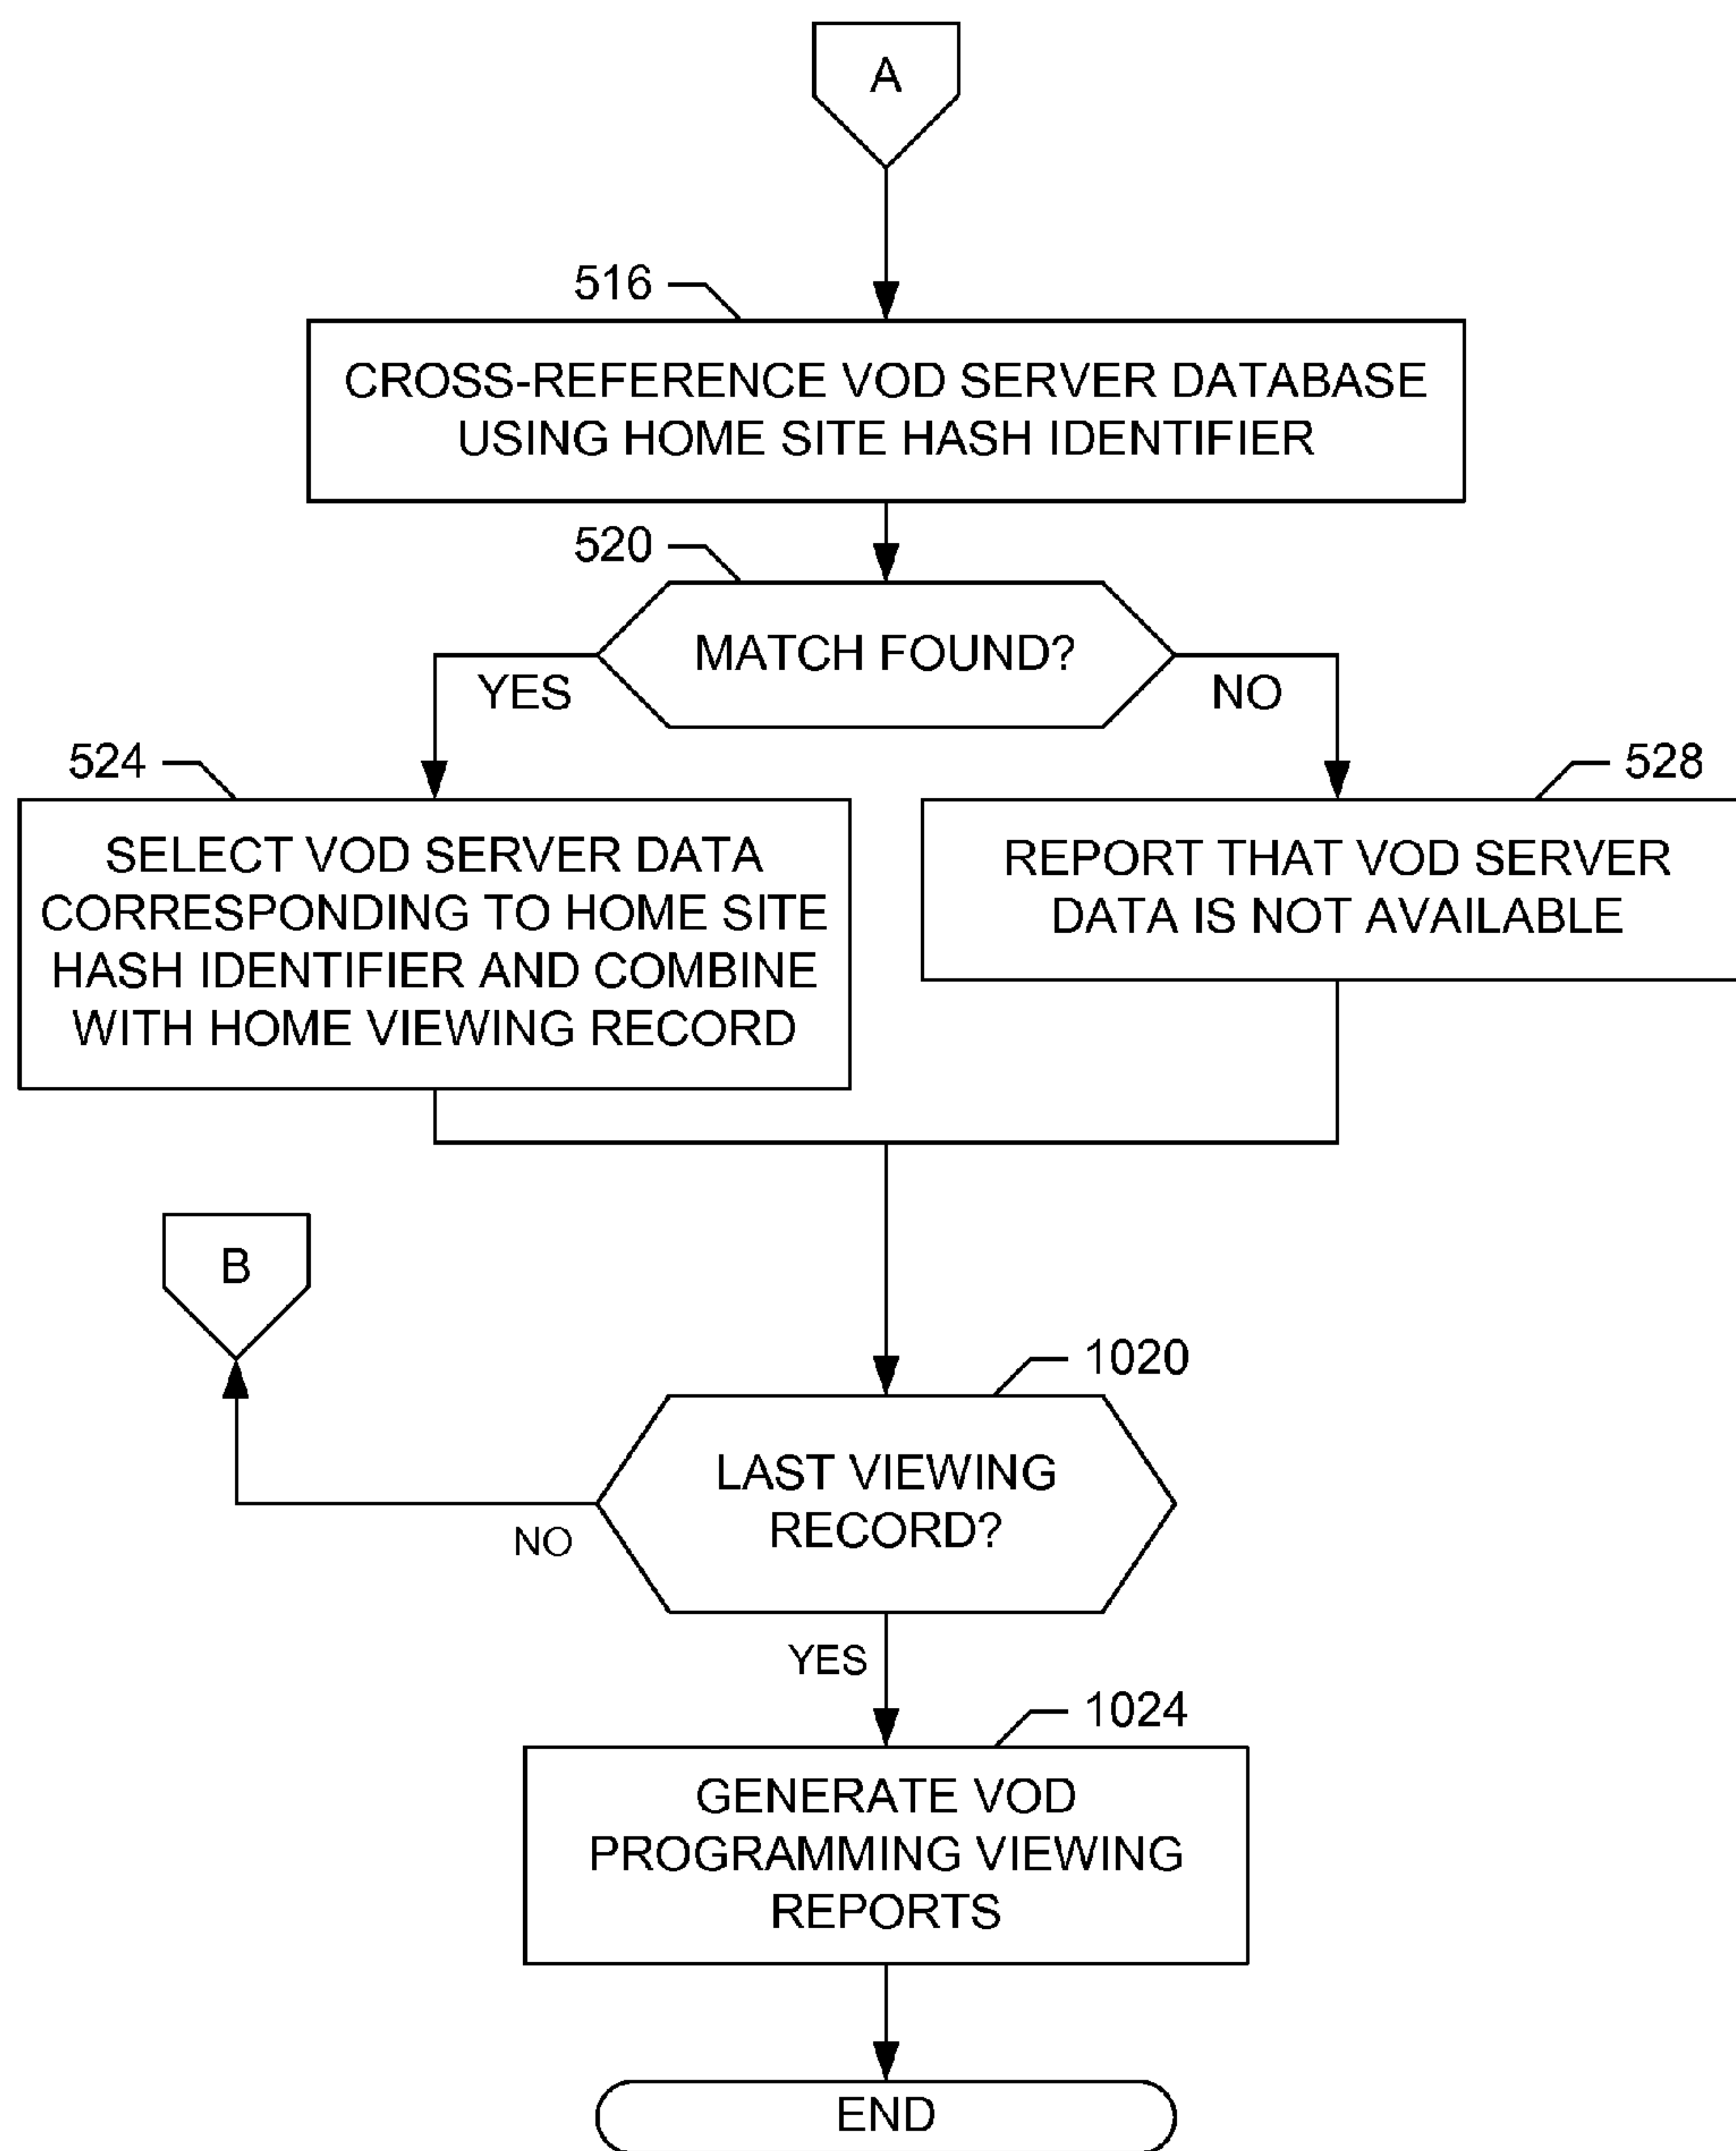 A
516
CROSS-REFERENCE VOD SERVER DATABASE
USING HOME SITE HASH IDENTIFIER
520
MATCH FOUND?
YES
NO
524
528
SELECT VOD SERVER DATA
CORRESPONDING TO HOME SITE
HASH IDENTIFIER AND COMBINE
WITH HOME VIEWING RECORD
REPORT THAT VOD SERVER
DATA IS NOT AVAILABLE
B
1020
LAST VIEWING
RECORD?
NO
YES
1024
GENERATE VOD
PROGRAMMING VIEWING
REPORTS
END